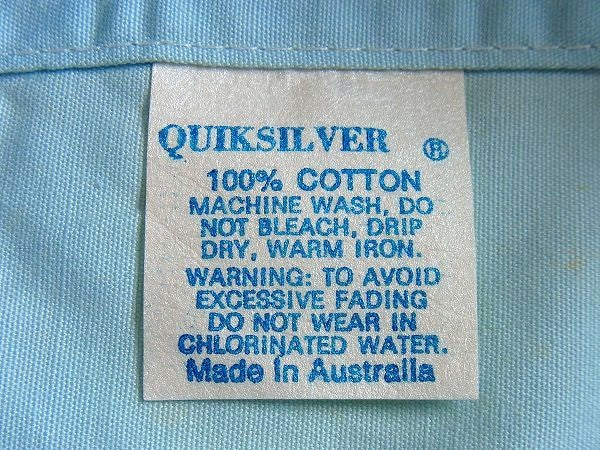 QUIKSILVER ®
100% COTTON
MACHINE WASH, DO
NOT BLEACH, DRIP
DRY, WARM IRON.
WARNING: TO AVOID
EXCESSIVE FADING
DO NOT WEAR IN
CHLORINATED WATER.
Made In Australia